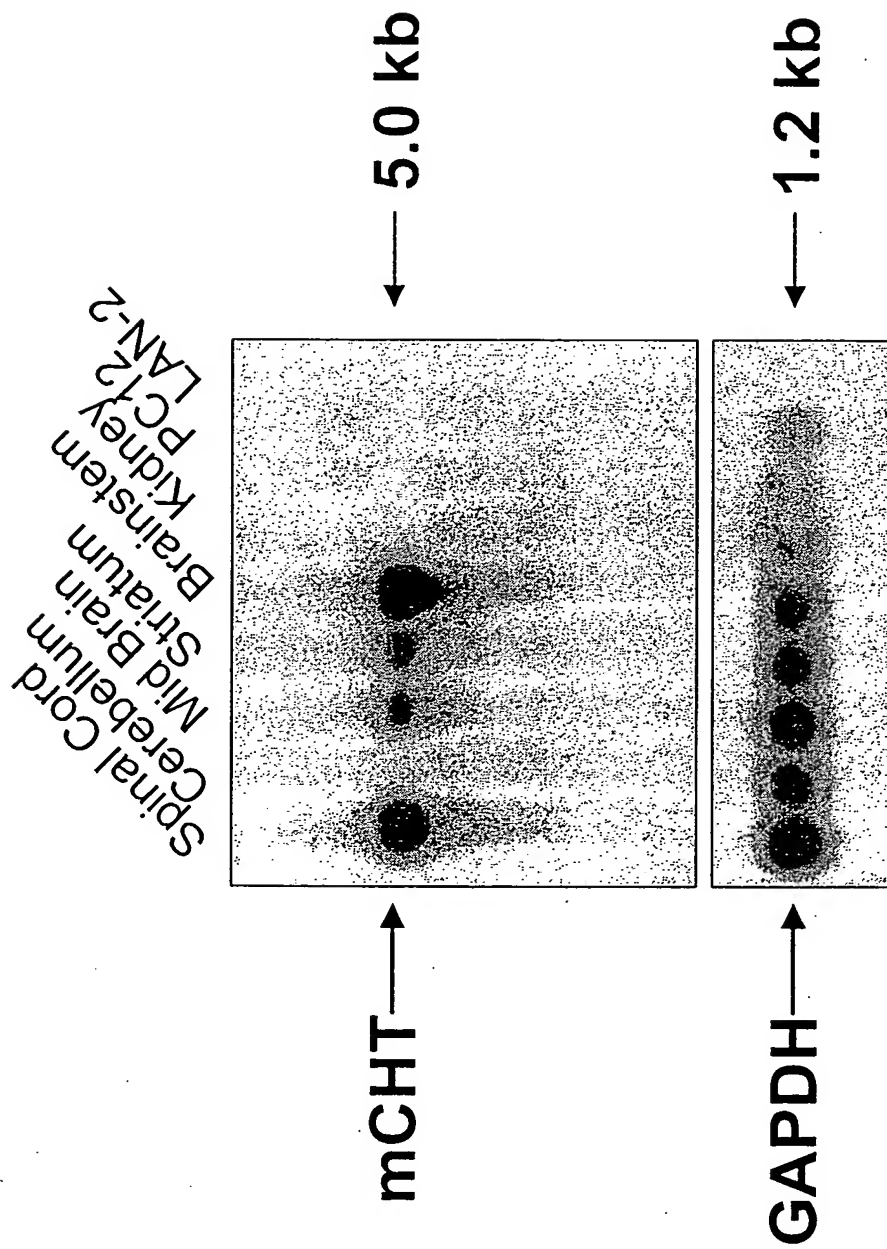 Spinal Cord
Cerebellum
Mid Brain
Striatum
Brainstem
Kidney
PC12
LAN-2
mCHT
5.0 kb
GAPDH
1.2 kb